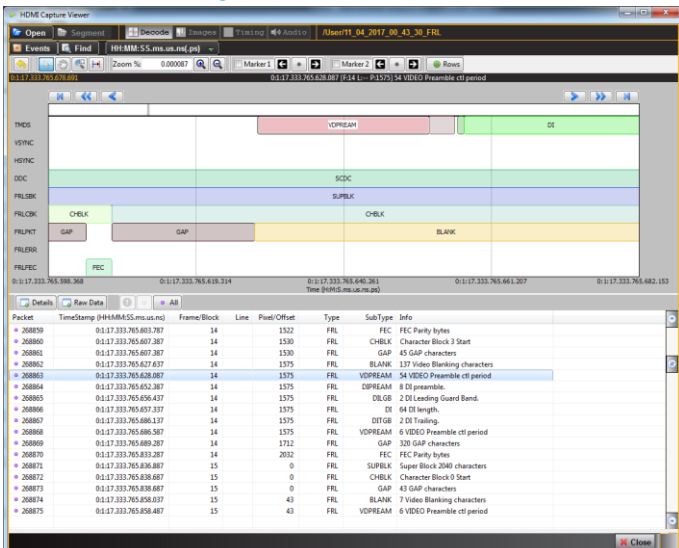 HDMI Capture Viewer
Open Segment Decode Images Timing Audio /User/11_04_2017_00_43_30_FRL
Events Find HH:MM:SS.ms.us.ns(.ps)
Zoom %: 0.000087 Marker 1 Marker 2 Rows
0:1:17.333.765.678.691 0:1:17.333.765.628.087 [F:14 L:-- P:1575] 54 VIDEO Preamble ctl period
TMDS VDPREAM DI
VSYNC
HSYNC
DDC SCDC
FRLSBK SUPBLK
FRLCBK CHBLK CHBLK
FRLPKT GAP GAP BLANK
FRLERR
FRLFEC FEC
0:1:17.333.765.598.368 0:1:17.333.765.619.314 0:1:17.333.765.640.261 0:1:17.333.765.661.207 0:1:17.333.765.682.153
Time (H:M:S.ms.us.ns.ps)
Details Raw Data All
Packet TimeStamp (HH:MM:SS.ms.us.ns) Frame/Block Line Pixel/Offset Type SubType Info
268859 0:1:17.333.765.603.787 14 1522 FRL FEC FEC Parity bytes
268860 0:1:17.333.765.607.387 14 1530 FRL CHBLK Character Block 3 Start
268861 0:1:17.333.765.607.387 14 1530 FRL GAP 45 GAP characters
268862 0:1:17.333.765.627.637 14 1575 FRL BLANK 137 Video Blanking characters
268863 0:1:17.333.765.628.087 14 1575 FRL VDPREAM 54 VIDEO Preamble ctl period
268864 0:1:17.333.765.652.387 14 1575 FRL DIPREAM 8 DI preamble.
268865 0:1:17.333.765.656.437 14 1575 FRL DILGB 2 DI Leading Guard Band.
268866 0:1:17.333.765.657.337 14 1575 FRL DI 64 DI length.
268867 0:1:17.333.765.686.137 14 1575 FRL DITGB 2 DI Trailing.
268868 0:1:17.333.765.686.587 14 1575 FRL VDPREAM 6 VIDEO Preamble ctl period
268869 0:1:17.333.765.689.287 14 1712 FRL GAP 320 GAP characters
268870 0:1:17.333.765.833.287 14 2032 FRL FEC FEC Parity bytes
268871 0:1:17.333.765.836.887 15 0 FRL SUPBLK Super Block 2040 characters
268872 0:1:17.333.765.838.687 15 0 FRL CHBLK Character Block 0 Start
268873 0:1:17.333.765.838.687 15 0 FRL GAP 43 GAP characters
268874 0:1:17.333.765.858.037 15 43 FRL BLANK 7 Video Blanking characters
268875 0:1:17.333.765.858.487 15 43 FRL VDPREAM 6 VIDEO Preamble ctl period
Close